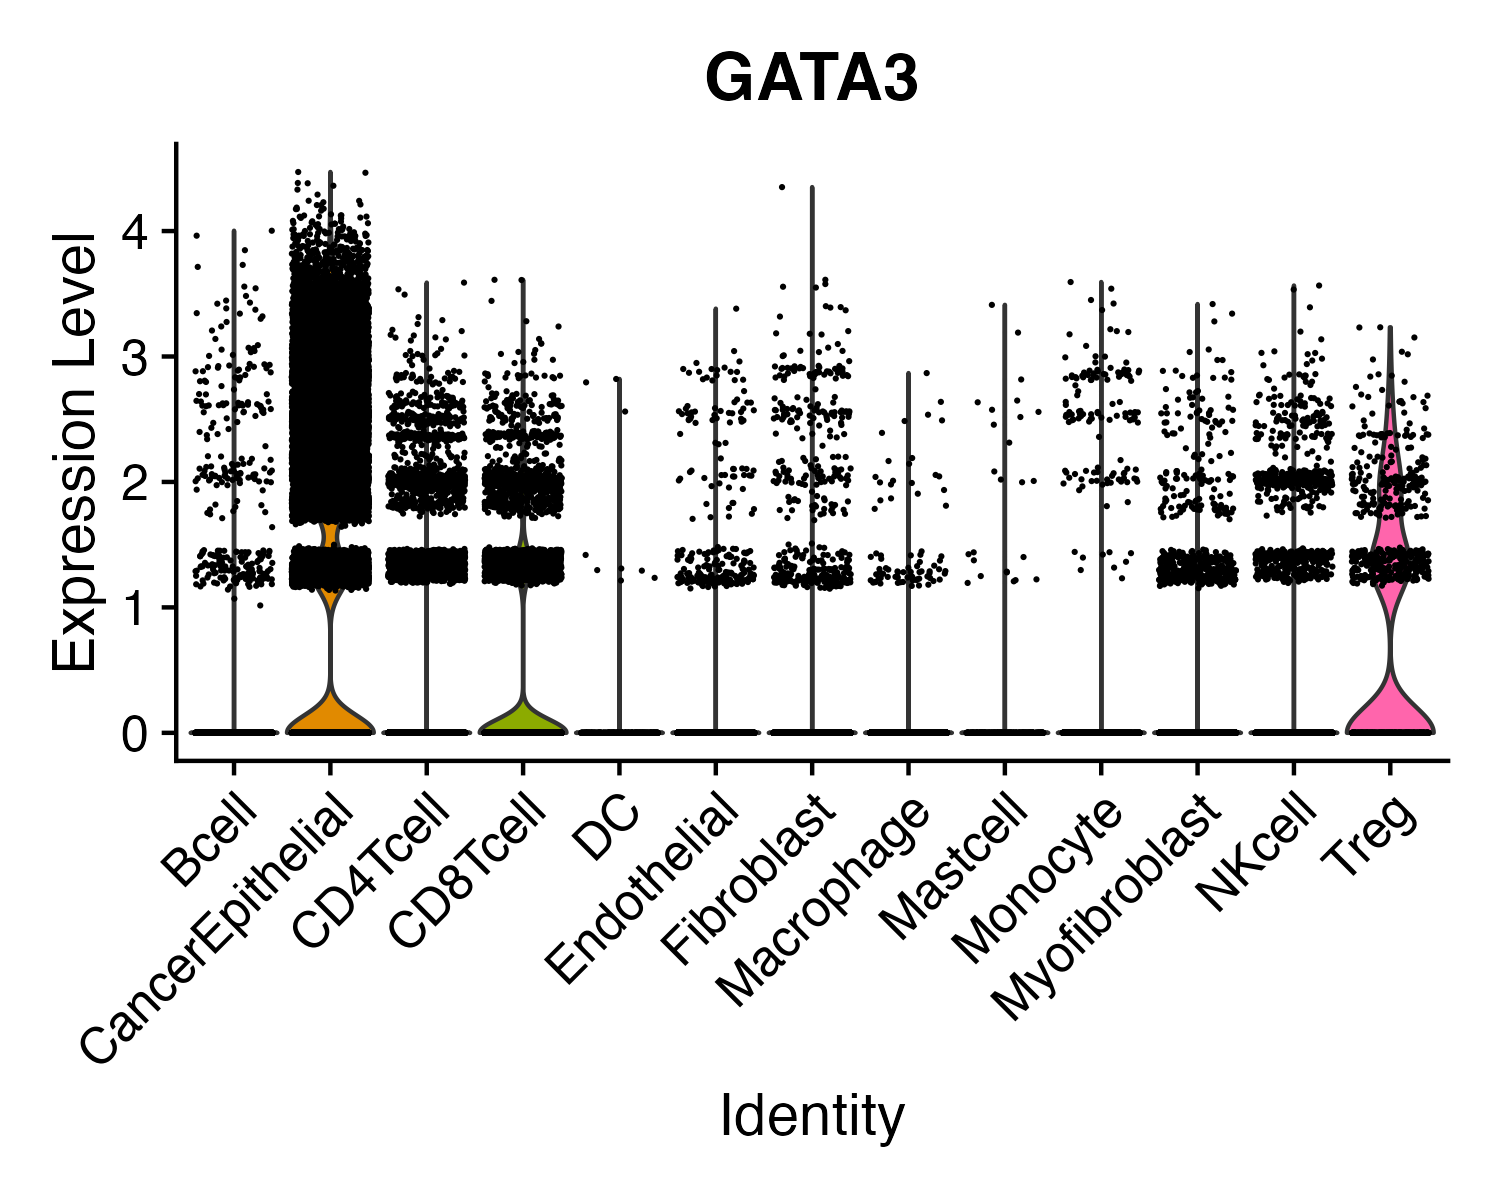 GATA3
Expression Level
4
3
2
1
0
Bcell
CancerEpithelial
CD4Tcell
CD8Tcell
DC
Endothelial
Fibroblast
Macrophage
Mastcell
Monocyte
Myofibroblast
NKcell
Treg
Identity